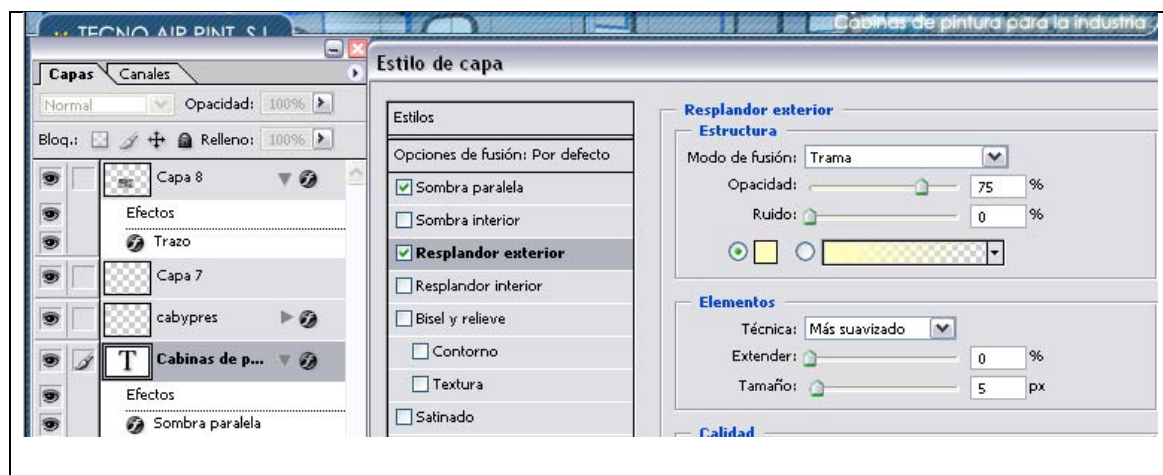 TECNO AIR PINT, S.L.
Cabinas de pintura para la industria
Capas Canales
Normal Opacidad: 100%
Bloq.: Relleno: 100%
Capa 8
Efectos
Trazo
Capa 7
cabypres
T Cabinas de p...
Efectos
Sombra paralela
Estilo de capa
Estilos
Opciones de fusión: Por defecto
Sombra paralela
Sombra interior
Resplandor exterior
Resplandor interior
Bisel y relieve
Contorno
Textura
Satinado
Resplandor exterior
Estructura
Modo de fusión: Trama
Opacidad: 75 %
Ruido: 0 %
Elementos
Técnica: Más suavizado
Extender: 0 %
Tamaño: 5 px
Calidad